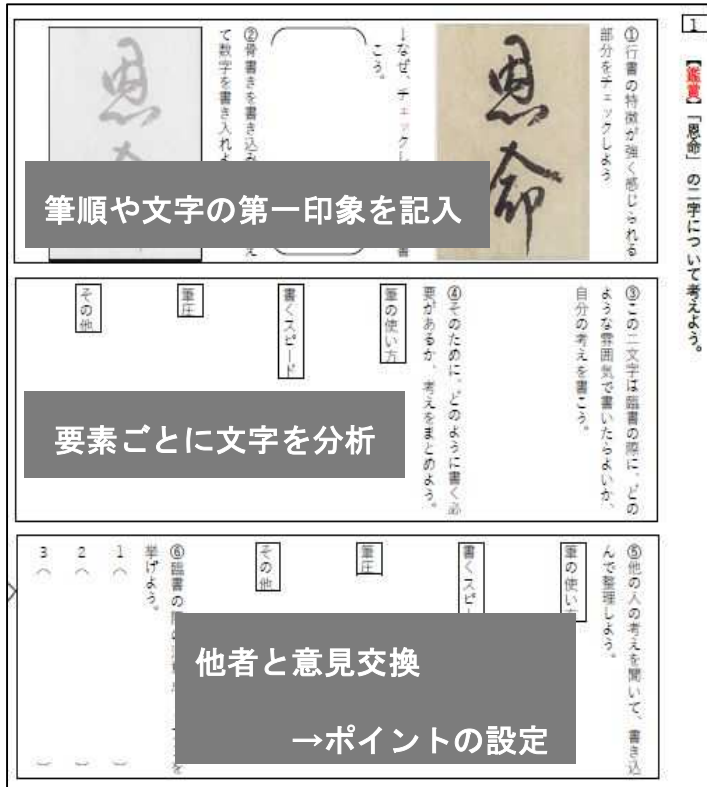 1
【鑑賞】「恩命」の二字について考えよう。
①行書の特徴が強く感じられる
部分をチェックしよう
恩命
↓なぜ、チェックし
書
こう。
②骨書きを書き込み
え
て数字を書き入れよ
恩命
筆順や文字の第一印象を記入
③この二文字は臨書の際に、どの
ような雰囲気で書いたらよいか、
自分の考えを書こう。
④そのために、どのように書く必
要があるか、考えをまとめよう。
筆の使い方
書くスピード
筆圧
その他
要素ごとに文字を分析
⑤他の人の考えを聞いて、書き込
んで整理しよう。
筆の使い方
書くスピー
筆圧
その他
⑥臨書の
を
挙げよう。
1（ ）
2（ ）
3（ ）
他者と意見交換
→ポイントの設定